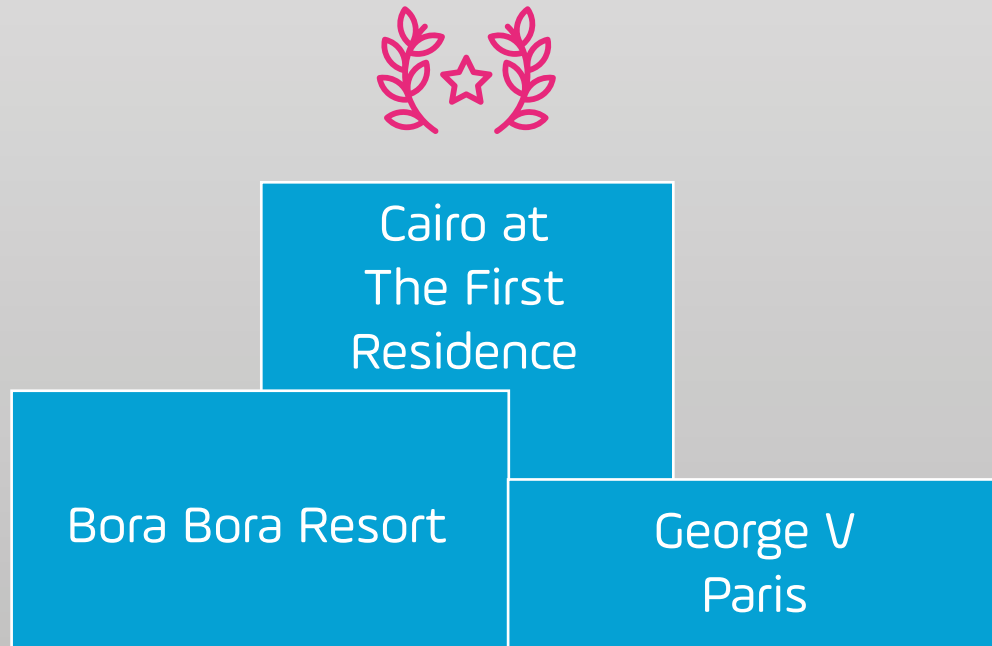 Cairo at
The First
Residence
Bora Bora Resort
George V
Paris